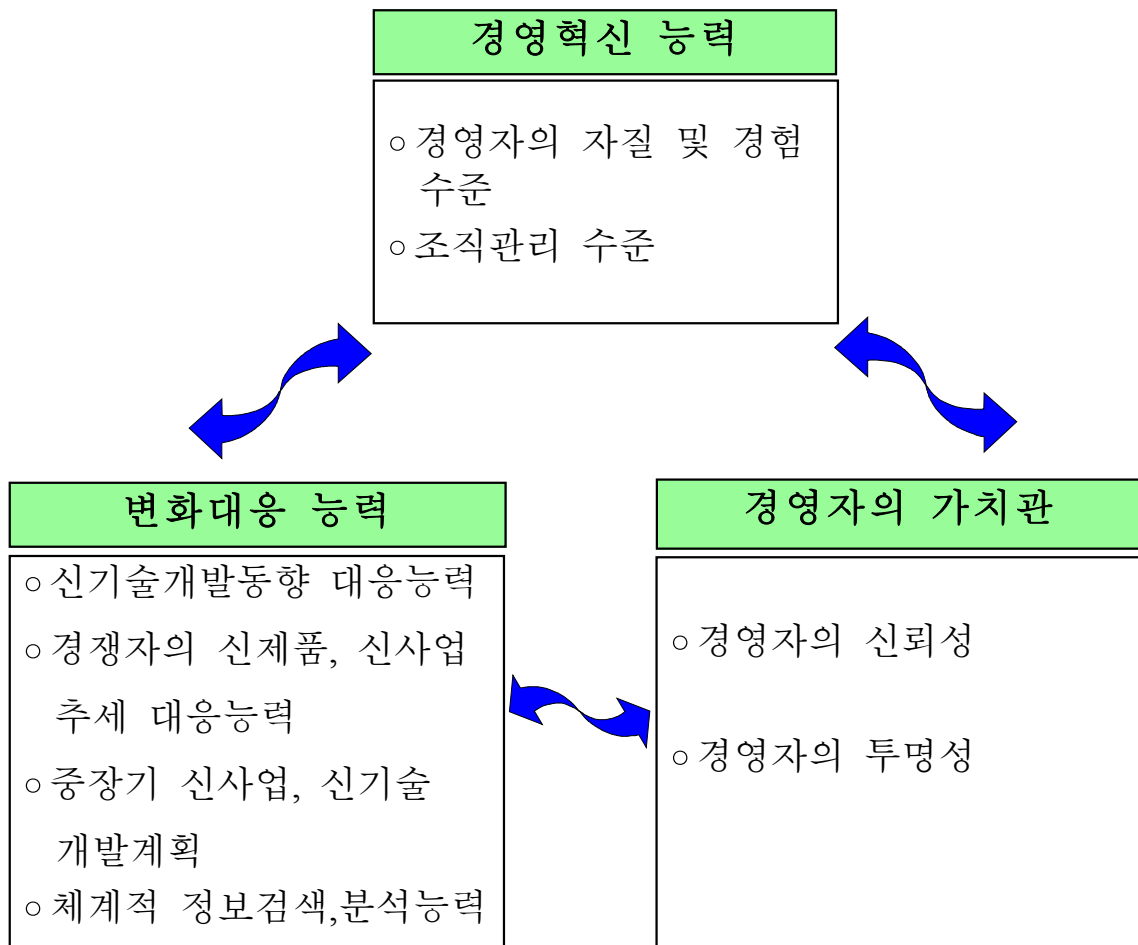 경영혁신 능력
○경영자의 자질 및 경험
수준
○조직관리 수준
변화대응 능력
○신기술개발동향 대응능력
○경쟁자의 신제품, 신사업
추세 대응능력
○중장기 신사업, 신기술
개발계획
○체계적 정보검색,분석능력
경영자의 가치관
○경영자의 신뢰성
○경영자의 투명성